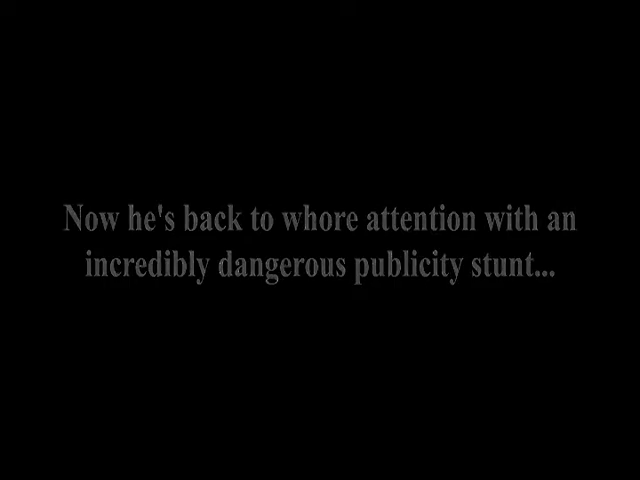 Now he's back to whore attention with an
incredibly dangerous publicity stunt...